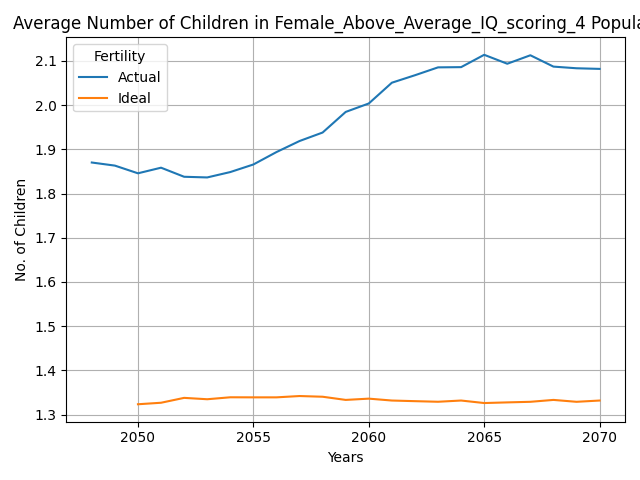 Average Number of Children in Female_Above_Average_IQ_scoring_4 Popula
Fertility
Actual
Ideal
No. of Children
2.1
2.0
1.9
1.8
1.7
1.6
1.5
1.4
1.3
2050 2055 2060 2065 2070
Years